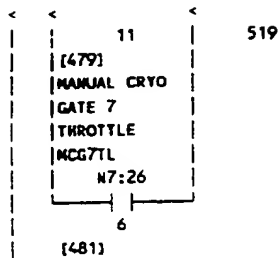 11 519
[479]
MANUAL CRYO
GATE 7
THROTTLE
MCG7TL
N7:26
6
[481]